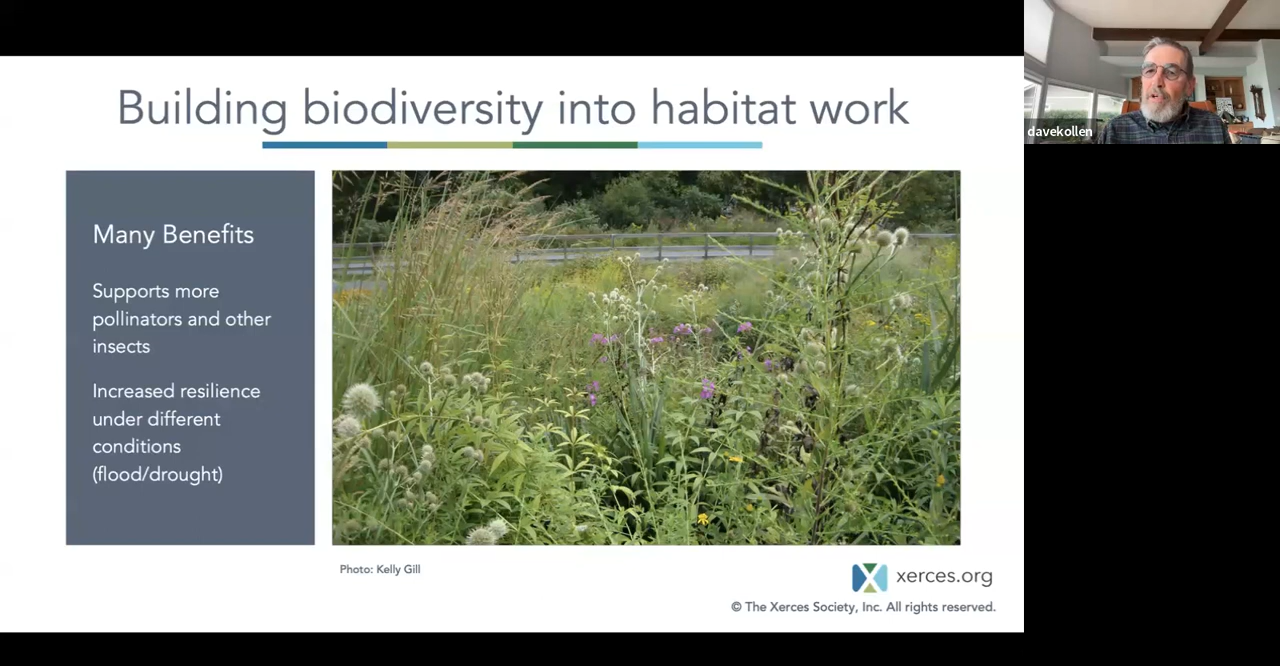 Building biodiversity into habitat work
Many Benefits
Supports more
pollinators and other
insects
Increased resilience
under different
conditions
(flood/drought)
Photo: Kelly Gill
xerces.org
© The Xerces Society, Inc. All rights reserved.
davekollen